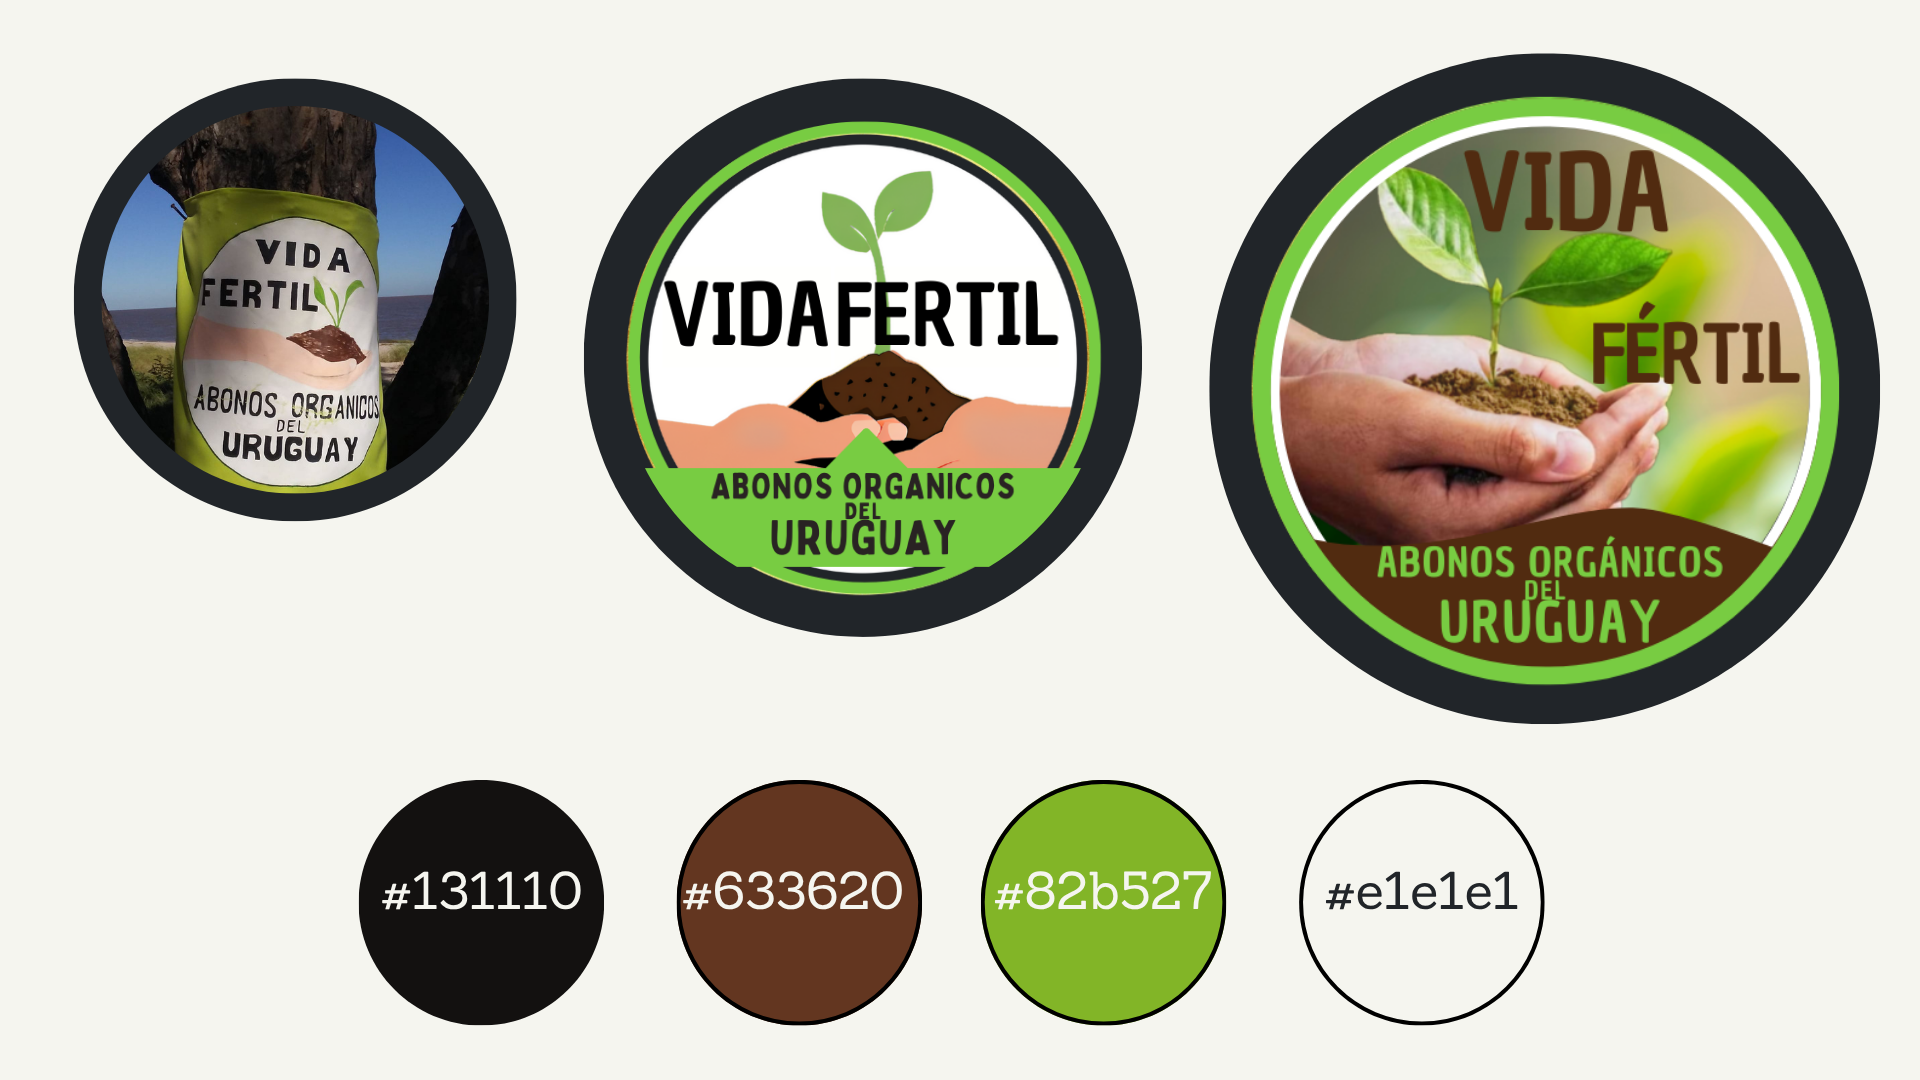 VIDA
FERTIL
ABONOS ORGANICOS
DEL
URUGUAY
VIDAFERTIL
ABONOS ORGANICOS
DEL
URUGUAY
VIDA
FÉRTIL
ABONOS ORGÁNICOS
DEL
URUGUAY
#131110
#633620
#82b527
#e1e1e1